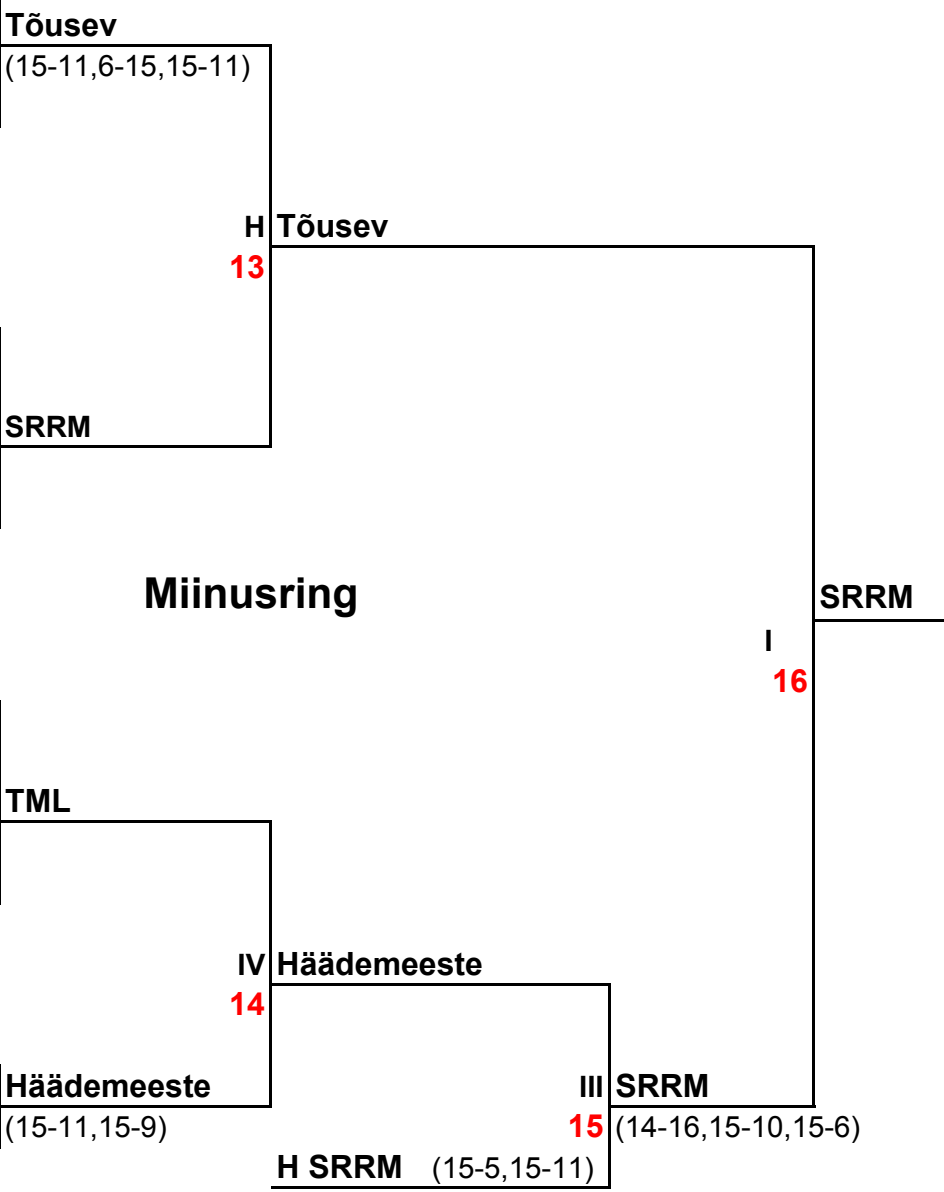 Tõusev
(15-11,6-15,15-11)
H Tõusev
13
SRRM
Miinusring
SRRM
I
16
TML
IV Häädemeeste
14
Häädemeeste III SRRM
(15-11,15-9) 15 (14-16,15-10,15-6)
H SRRM (15-5,15-11)